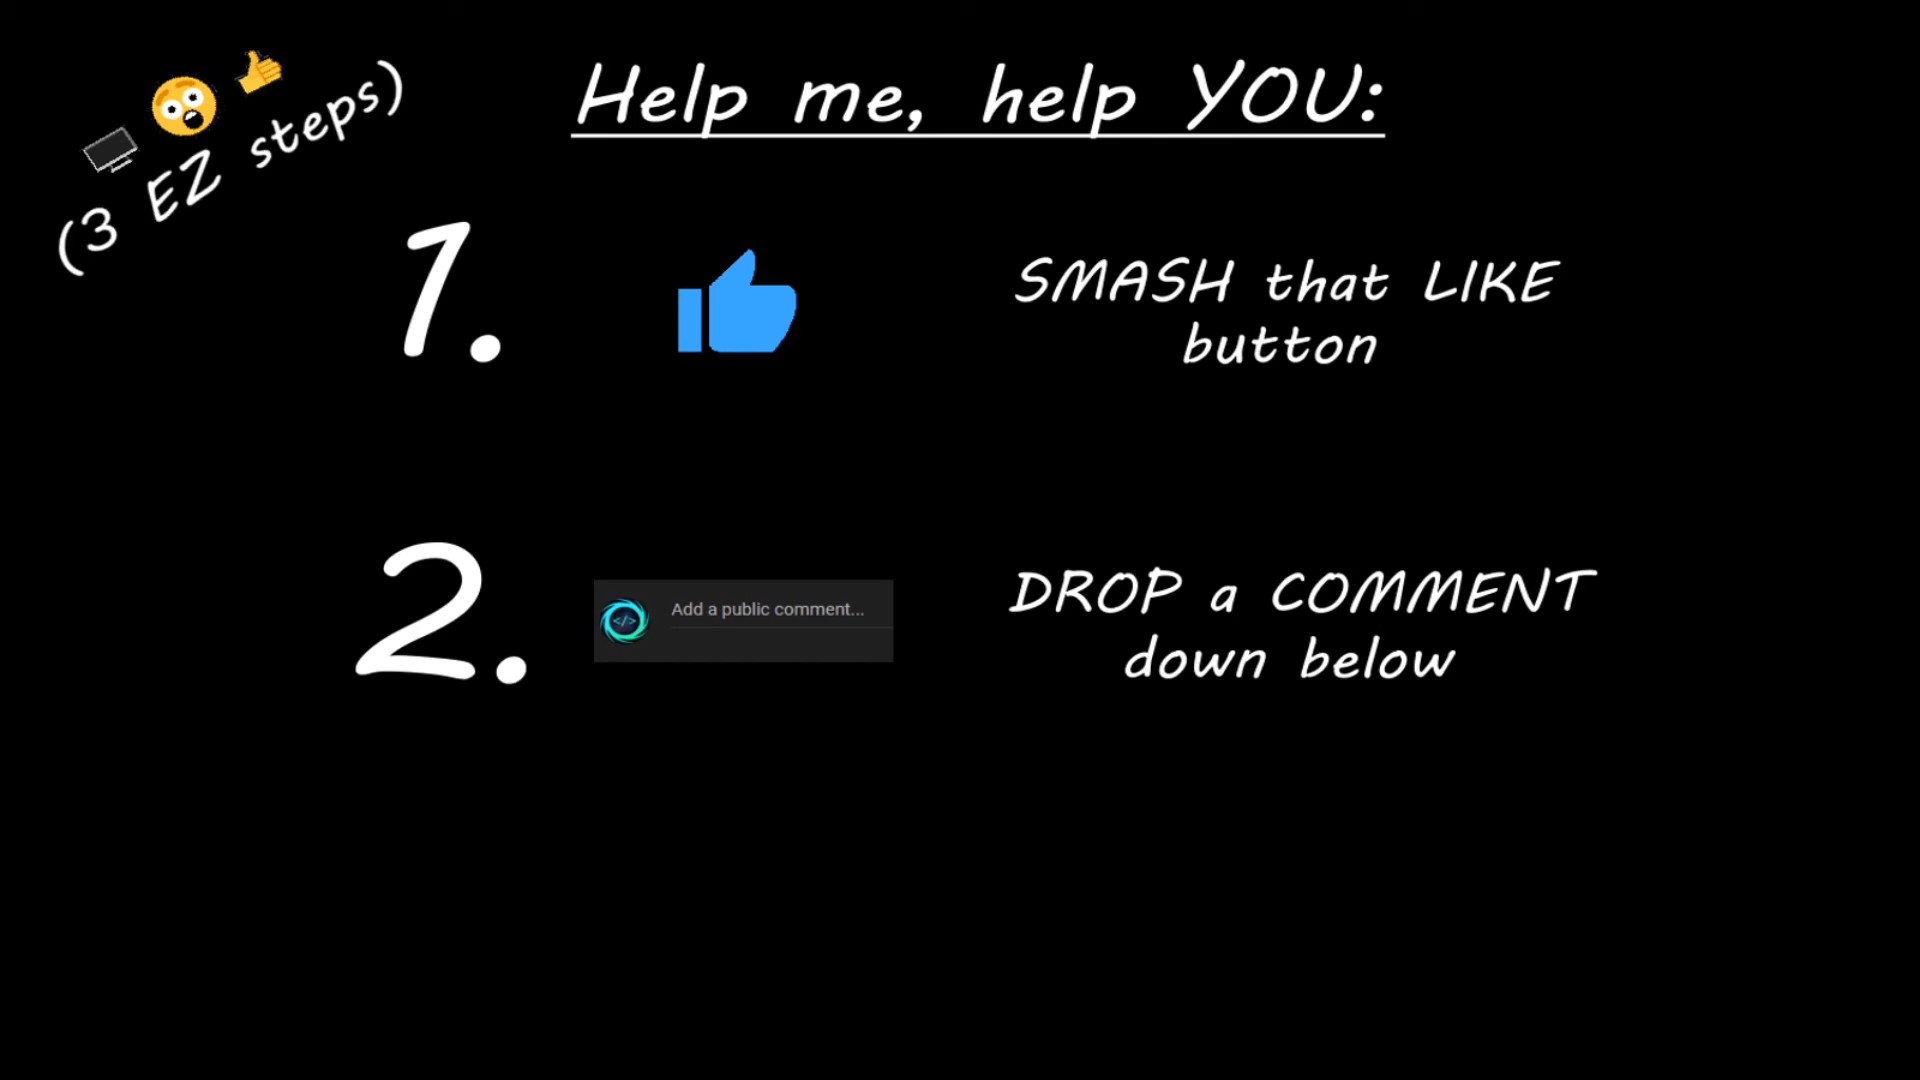 (3 EZ steps)
Help me, help YOU:
1.
SMASH that LIKE
button
2.
</>
Add a public comment...
DROP a COMMENT
down below